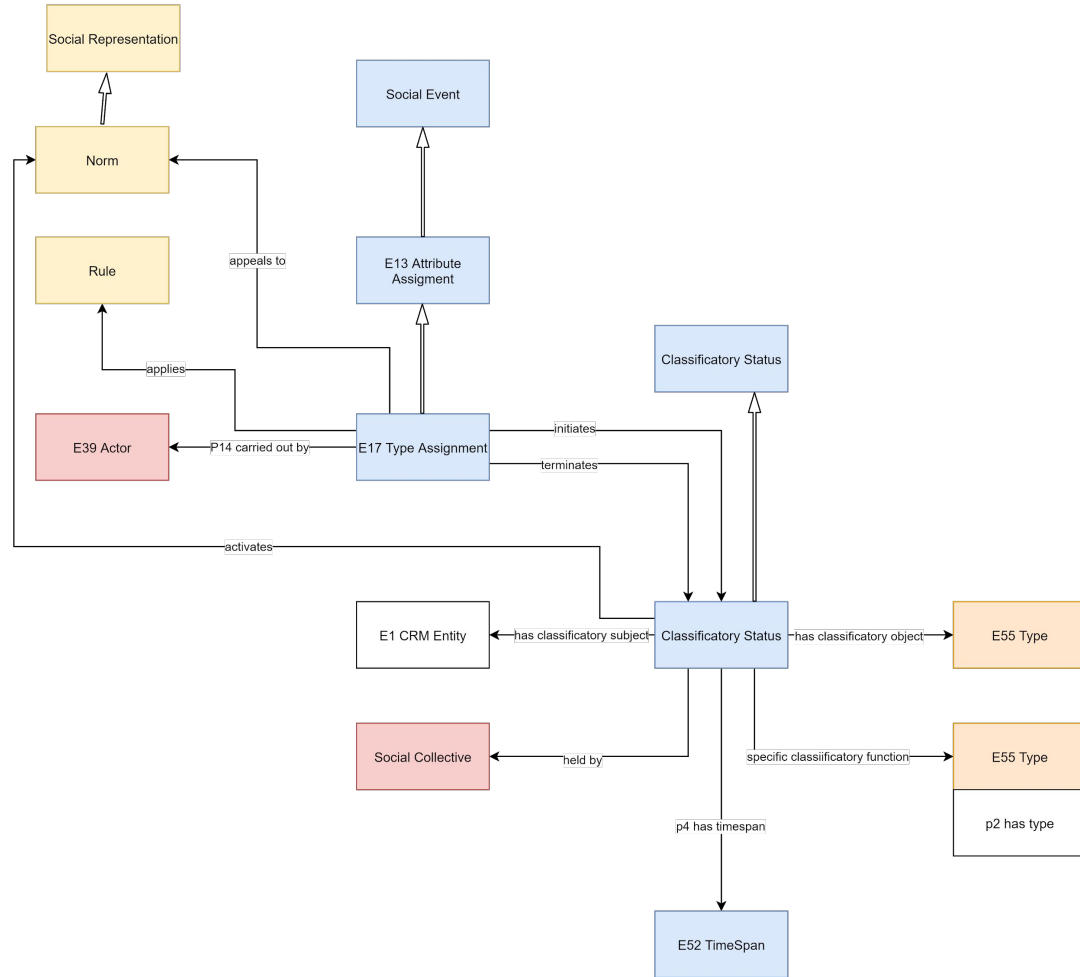 Social Representation
Social Event
Norm
appeals to
Rule
E13 Attribute
Assigment
Classificatory Status
applies
E39 Actor
P14 carried out by
E17 Type Assignment
initiates
terminates
activates
E1 CRM Entity
has classificatory subject
Classificatory Status
has classificatory object
E55 Type
Social Collective
held by
specific classiificatory function
E55 Type
p4 has timespan
p2 has type
E52 TimeSpan